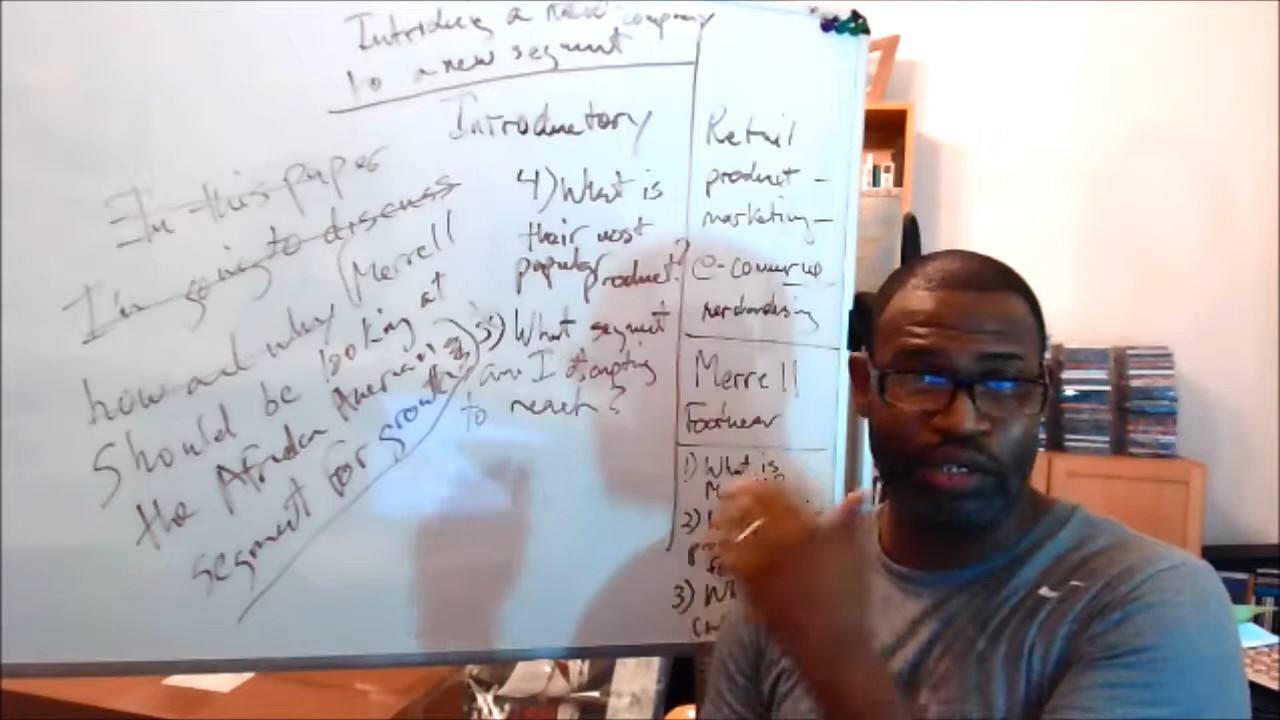 Introducing a new company
to a new segment
Introductory
In this paper
I'm going to discuss
how and why Merrell
should be looking at
the African American
segment for growth
4) What is
their most
popular product?
5) What segment
am I attempting
to reach?
Retail
product -
marketing -
e-commerce
merchandising
Merrell
Footwear
1) What is
2)
3)